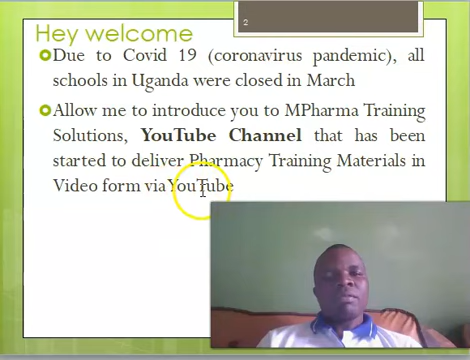 2
Hey welcome
Due to Covid 19 (coronavirus pandemic), all
schools in Uganda were closed in March
Allow me to introduce you to MPharma Training
Solutions, YouTube Channel that has been
started to deliver Pharmacy Training Materials in
Video form via YouTube